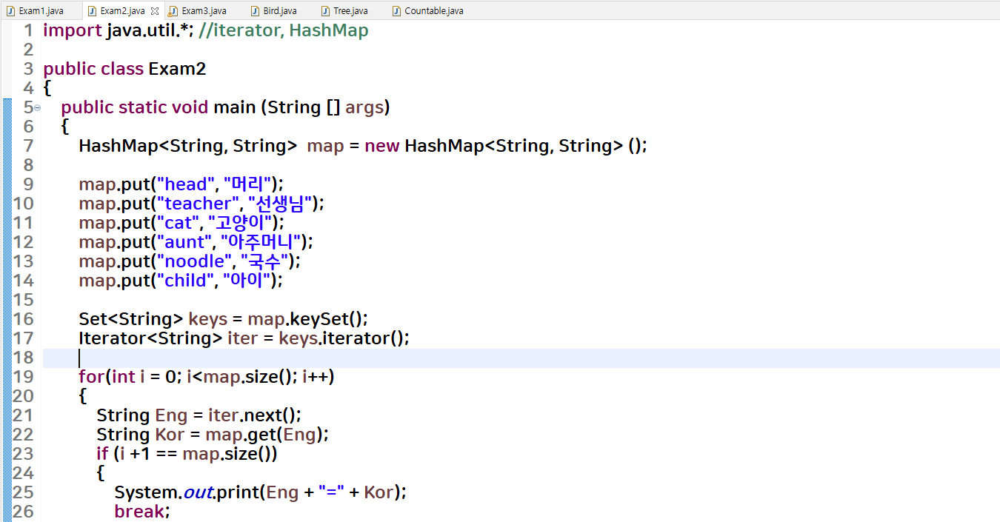 Exam1.java Exam2.java Exam3.java Bird.java Tree.java Countable.java
1 import java.util.*; //iterator, HashMap
2
3 public class Exam2
4 {
5 public static void main (String [] args)
6 {
7 HashMap<String, String>  map = new HashMap<String, String> ();
8
9 map.put("head", "머리");
10 map.put("teacher", "선생님");
11 map.put("cat", "고양이");
12 map.put("aunt", "아주머니");
13 map.put("noodle", "국수");
14 map.put("child", "아이");
15
16 Set<String> keys = map.keySet();
17 Iterator<String> iter = keys.iterator();
18
19 for(int i = 0; i<map.size(); i++)
20 {
21 String Eng = iter.next();
22 String Kor = map.get(Eng);
23 if (i +1 == map.size())
24 {
25 System.out.print(Eng + "=" + Kor);
26 break;